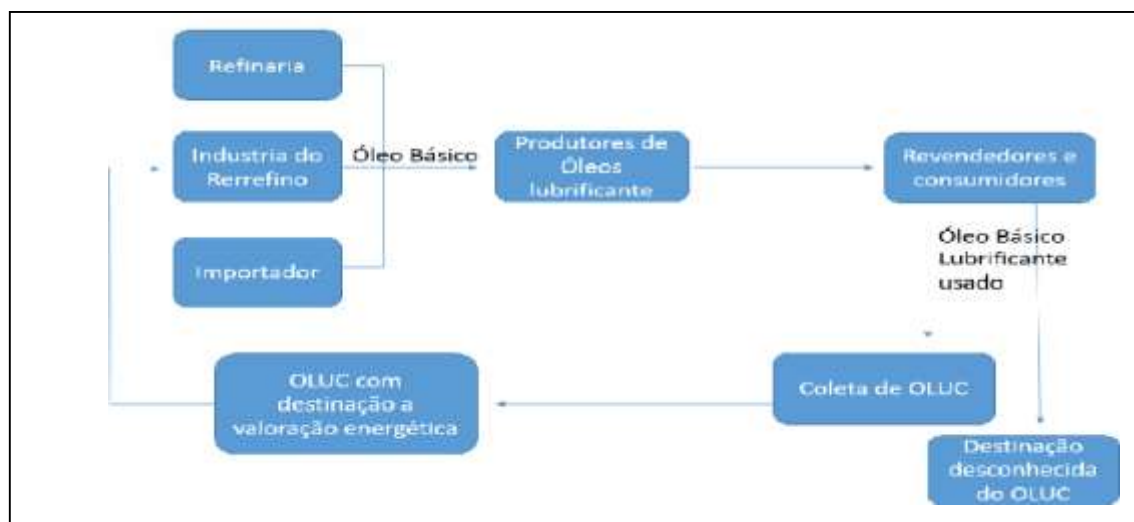 Refinaria
Industria do
Rerrefino
Importador
Óleo Básico
Produtores de
Óleos
lubrificante
Revendedores e
consumidores
Óleo Básico
Lubrificante
usado
Coleta de OLUC
OLUC com
destinação a
valoração energética
Destinação
desconhecida
do OLUC